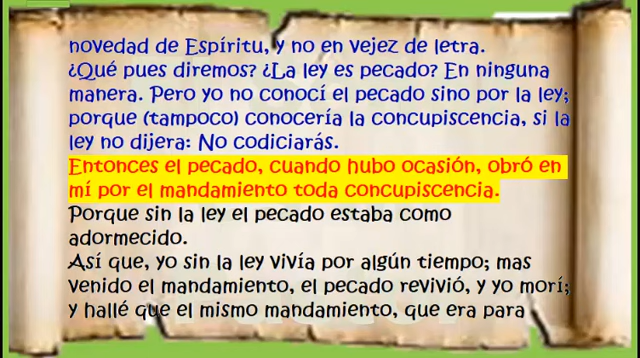 novedad de Espíritu, y no en vejez de letra.
¿Qué pues diremos? ¿La ley es pecado? En ninguna
manera. Pero yo no conocí el pecado sino por la ley;
porque (tampoco) conocería la concupiscencia, si la
ley no dijera: No codiciarás.
Entonces el pecado, cuando hubo ocasión, obró en
mí por el mandamiento toda concupiscencia.
Porque sin la ley el pecado estaba como
adormecido.
Así que, yo sin la ley vivía por algún tiempo; mas
venido el mandamiento, el pecado revivió, y yo morí;
y hallé que el mismo mandamiento, que era para